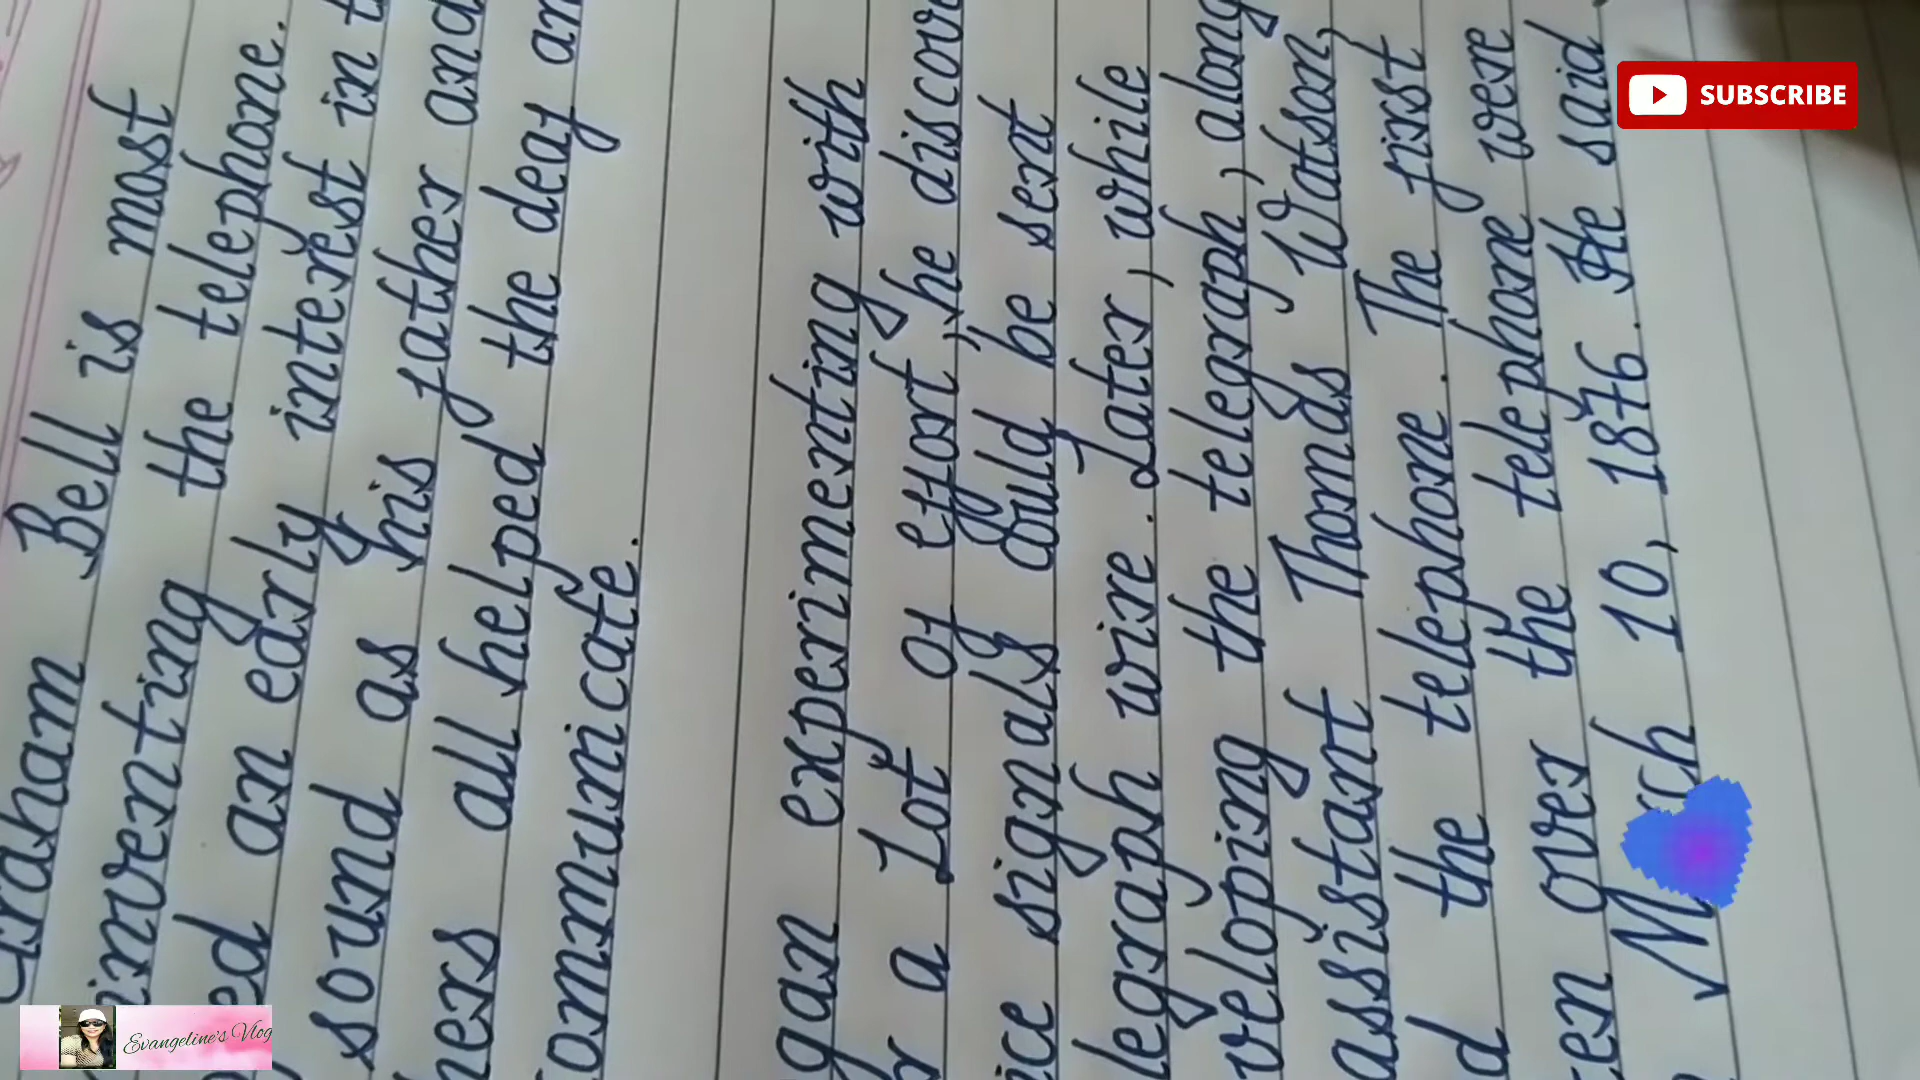 Graham Bell is most
inventing the telephone.
ed an early interest in
sound as his father and
hers all helped the deaf an
ommunicate.
gan experimenting with
a Lot of effort, he discov
ice signals could be sent
legraph wire. Later, while
veloping the telegraph, along
assistant Thomas Watson,
d the telephone. The first
ken over the telephone were
March 10, 1876. He said
SUBSCRIBE
Evangeline's Vlog